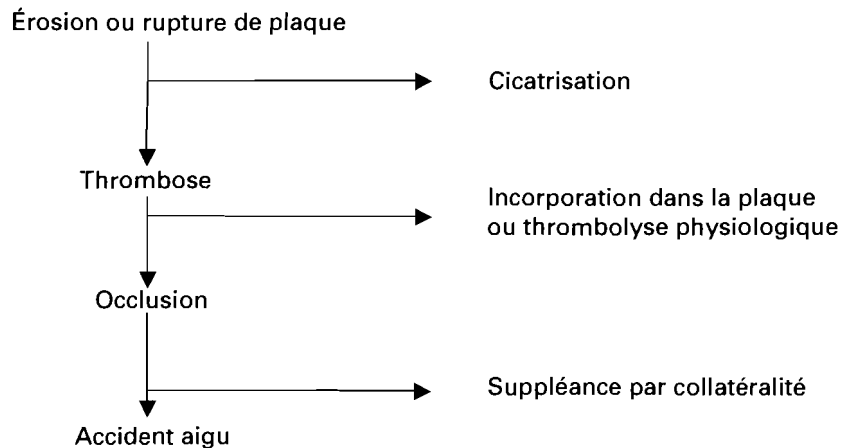 Érosion ou rupture de plaque
Cicatrisation
Thrombose
Incorporation dans la plaque
ou thrombolyse physiologique
Occlusion
Suppléance par collatéralité
Accident aigu